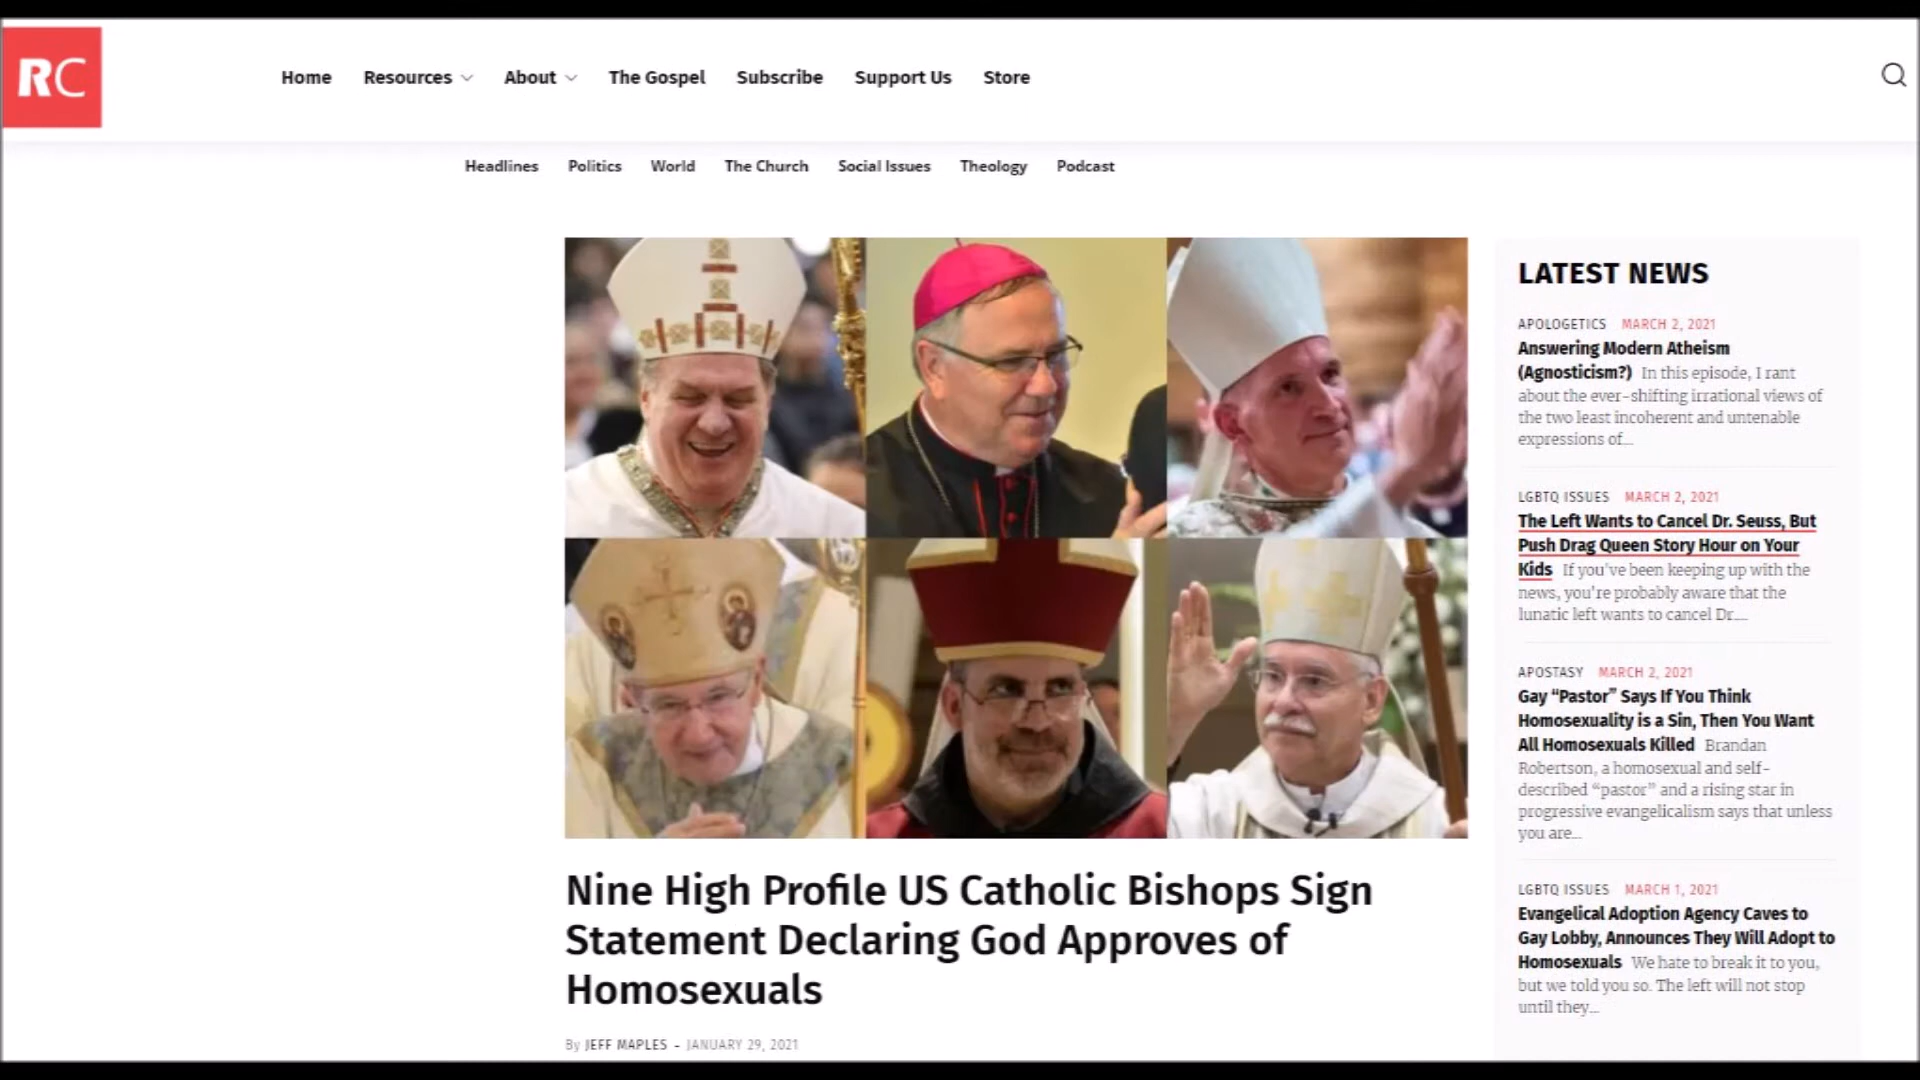 RC
Home Resources About The Gospel Subscribe Support Us Store
Headlines Politics World The Church Social Issues Theology Podcast
Nine High Profile US Catholic Bishops Sign
Statement Declaring God Approves of
Homosexuals
By JEFF MAPLES - JANUARY 29, 2021
LATEST NEWS
APOLOGETICS MARCH 2, 2021
Answering Modern Atheism
(Agnosticism?) In this episode, I rant
about the ever-shifting irrational views of
the two least incoherent and untenable
expressions of...
LGBTQ ISSUES MARCH 2, 2021
The Left Wants to Cancel Dr. Seuss, But
Push Drag Queen Story Hour on Your
Kids If you've been keeping up with the
news, you're probably aware that the
lunatic left wants to cancel Dr....
APOSTASY MARCH 2, 2021
Gay “Pastor” Says If You Think
Homosexuality is a Sin, Then You Want
All Homosexuals Killed Brandan
Robertson, a homosexual and self-
described “pastor” and a rising star in
progressive evangelicalism says that unless
you are...
LGBTQ ISSUES MARCH 1, 2021
Evangelical Adoption Agency Caves to
Gay Lobby, Announces They Will Adopt to
Homosexuals We hate to break it to you,
but we told you so. The left will not stop
until they...